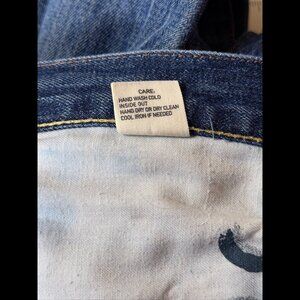 CARE:
HAND WASH COLD
INSIDE OUT
HANG DRY OR DRY CLEAN
COOL IRON IF NEEDED